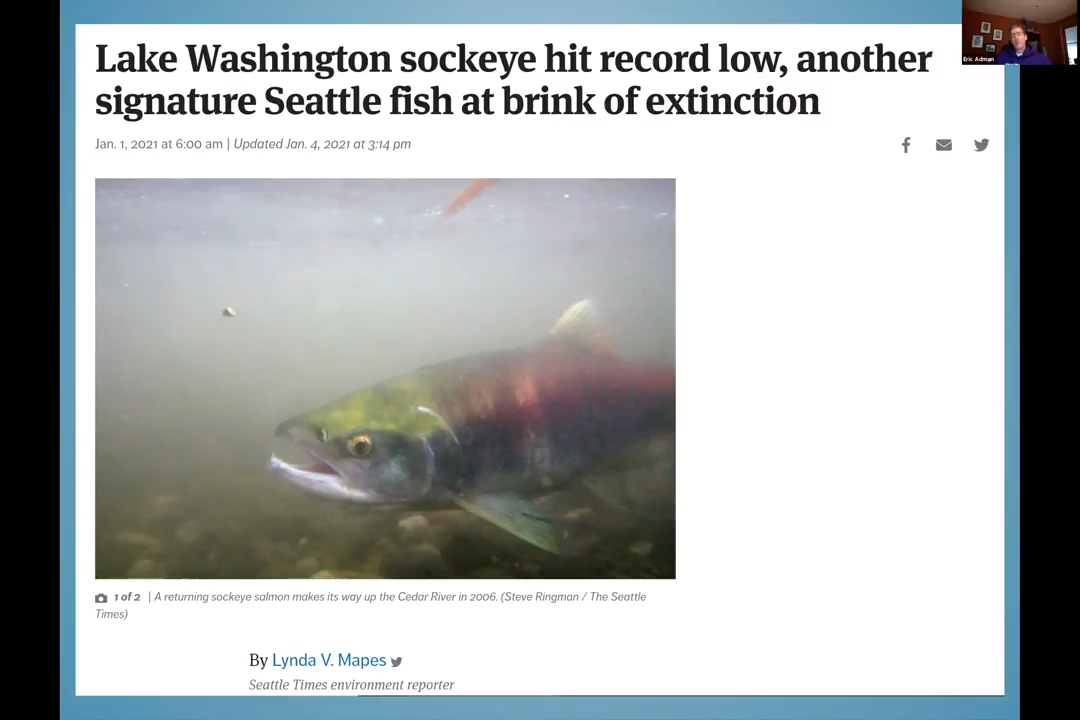 Lake Washington sockeye hit record low, another
signature Seattle fish at brink of extinction
Jan. 1, 2021 at 6:00 am | Updated Jan. 4, 2021 at 3:14 pm
Eric Adman
1 of 2 | A returning sockeye salmon makes its way up the Cedar River in 2006. (Steve Ringman / The Seattle
Times)
By Lynda V. Mapes
Seattle Times environment reporter